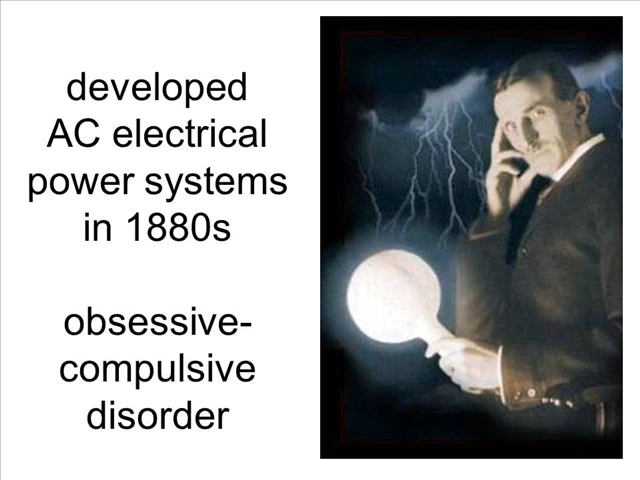 developed
AC electrical
power systems
in 1880s
obsessive-
compulsive
disorder